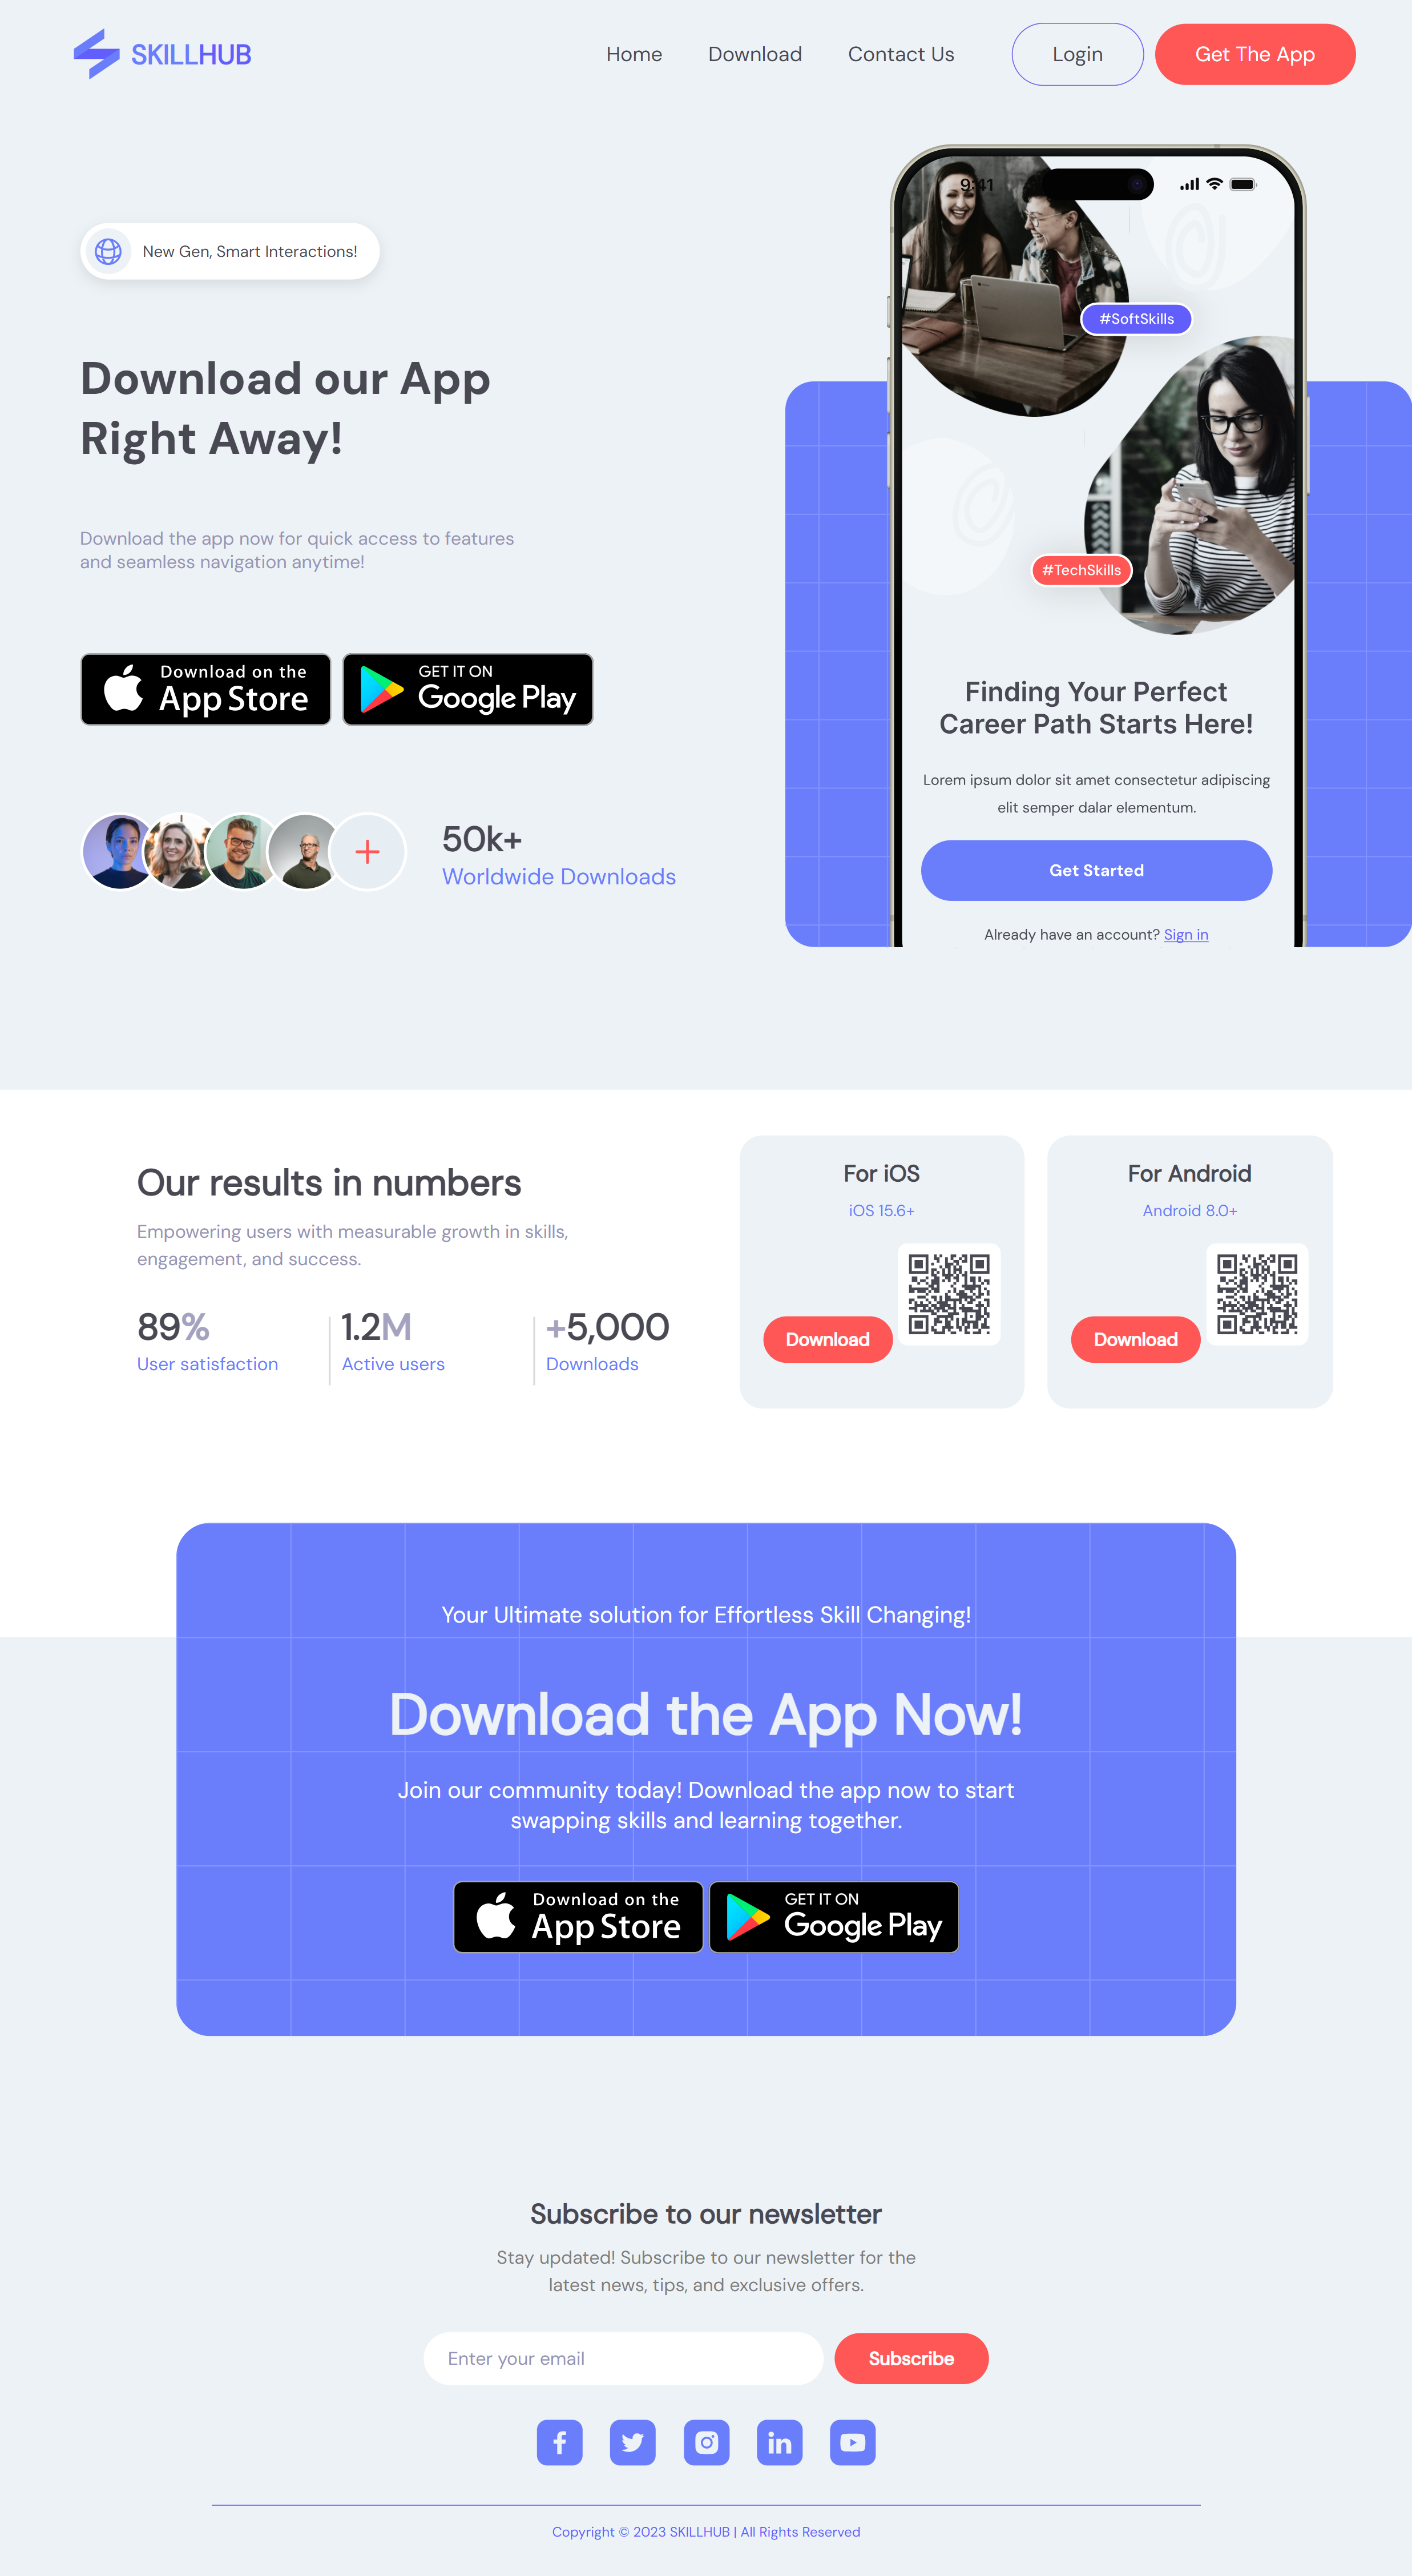 SKILLHUB
Home
Download
Contact Us
Login
Get The App
New Gen, Smart Interactions!
Download our App
Right Away!
Download the app now for quick access to features
and seamless navigation anytime!
Download on the
App Store
GET IT ON
Google Play
50k+
Worldwide Downloads
9:41
#SoftSkills
#TechSkills
Finding Your Perfect
Career Path Starts Here!
Lorem ipsum dolor sit amet consectetur adipiscing
elit semper dalar elementum.
Get Started
Already have an account? Sign in
Our results in numbers
Empowering users with measurable growth in skills,
engagement, and success.
89%
User satisfaction
1.2M
Active users
+5,000
Downloads
For iOS
iOS 15.6+
Download
For Android
Android 8.0+
Download
Your Ultimate solution for Effortless Skill Changing!
Download the App Now!
Join our community today! Download the app now to start
swapping skills and learning together.
Download on the
App Store
GET IT ON
Google Play
Subscribe to our newsletter
Stay updated! Subscribe to our newsletter for the
latest news, tips, and exclusive offers.
Enter your email
Subscribe
Copyright © 2023 SKILLHUB | All Rights Reserved